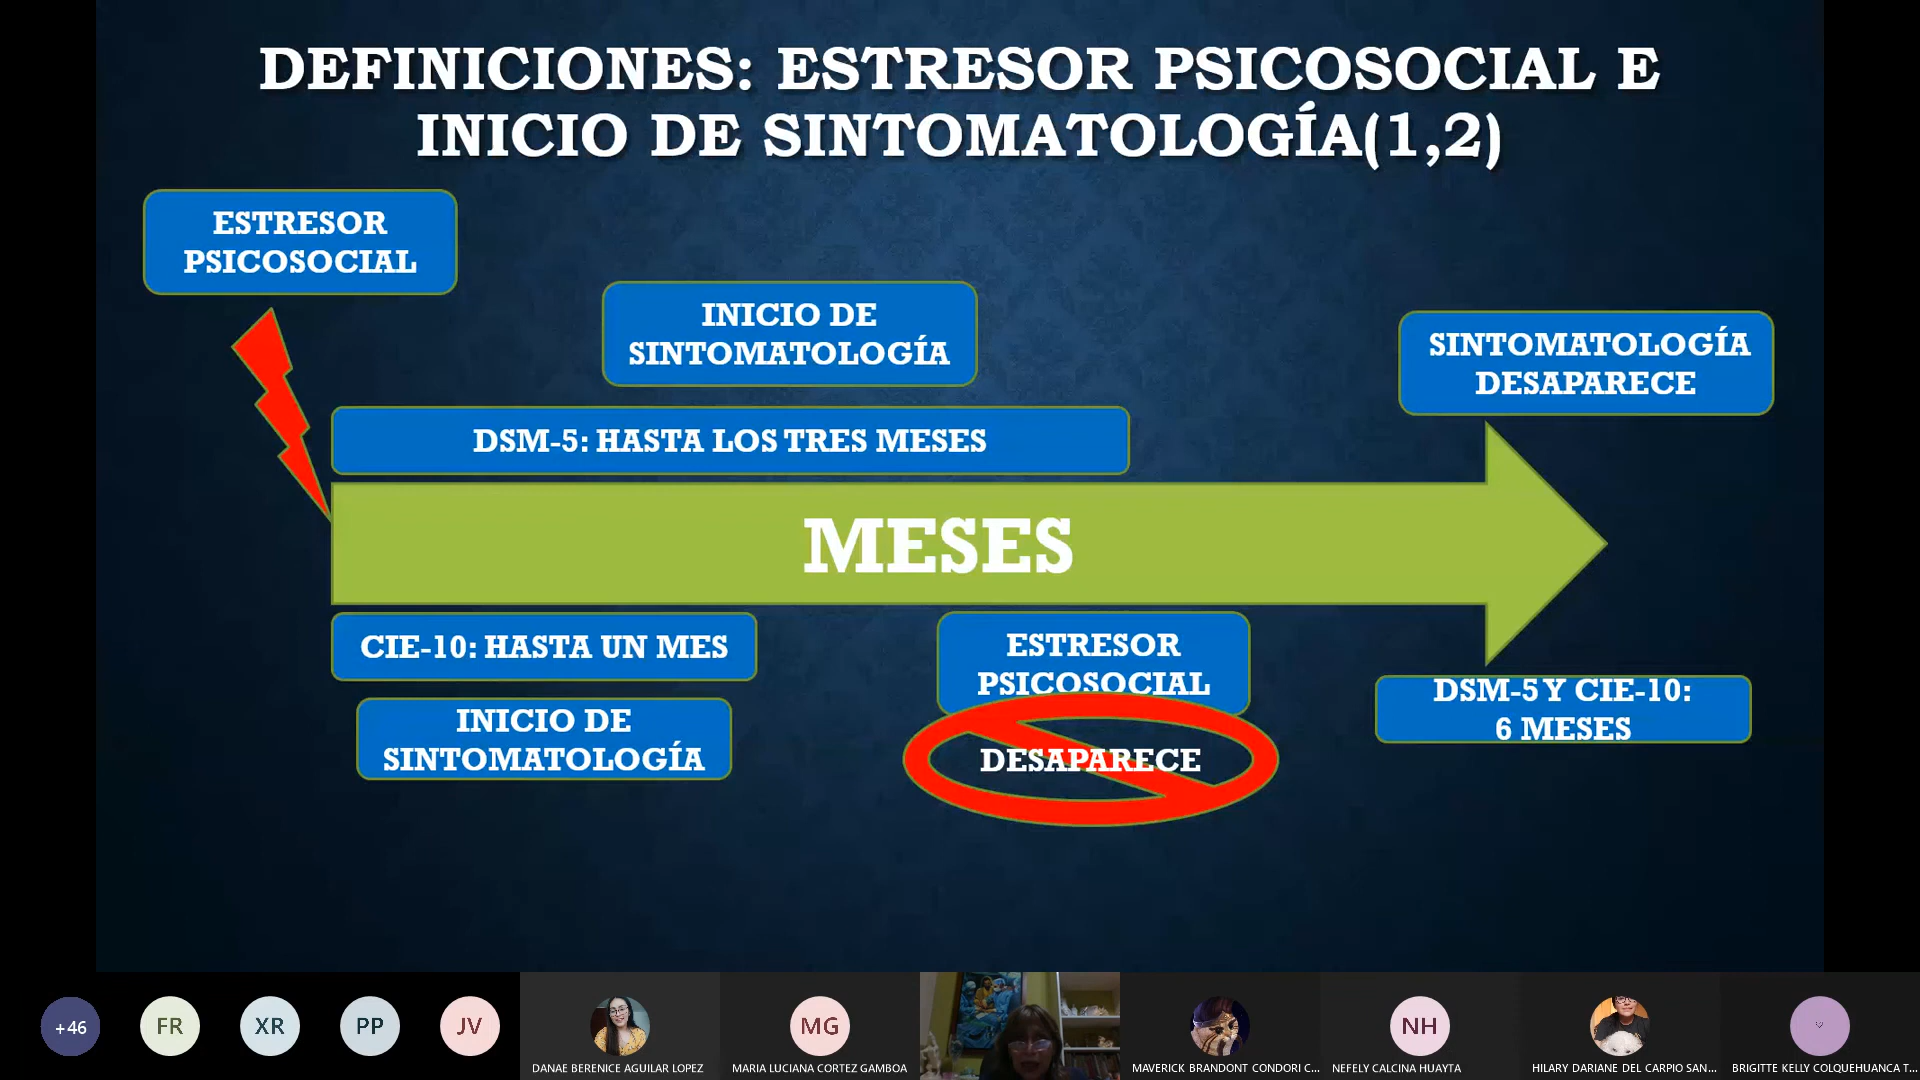 DEFINICIONES: ESTRESOR PSICOSOCIAL E
INICIO DE SINTOMATOLOGÍA(1,2)
ESTRESOR
PSICOSOCIAL
INICIO DE
SINTOMATOLOGÍA
SINTOMATOLOGÍA
DESAPARECE
DSM-5: HASTA LOS TRES MESES
MESES
CIE-10: HASTA UN MES
INICIO DE
SINTOMATOLOGÍA
ESTRESOR
PSICOSOCIAL
DESAPARECE
DSM-5 Y CIE-10:
6 MESES
+46
FR
XR
PP
JV
DANAE BERENICE AGUILAR LOPEZ
MG
MARIA LUCIANA CORTEZ GAMBOA
MAVERICK BRANDONT CONDORI C...
NH
NEFELY CALCINA HUAYTA
HILARY DARIANE DEL CARPIO SAN...
BRIGITTE KELLY COLQUEHUANCA T...